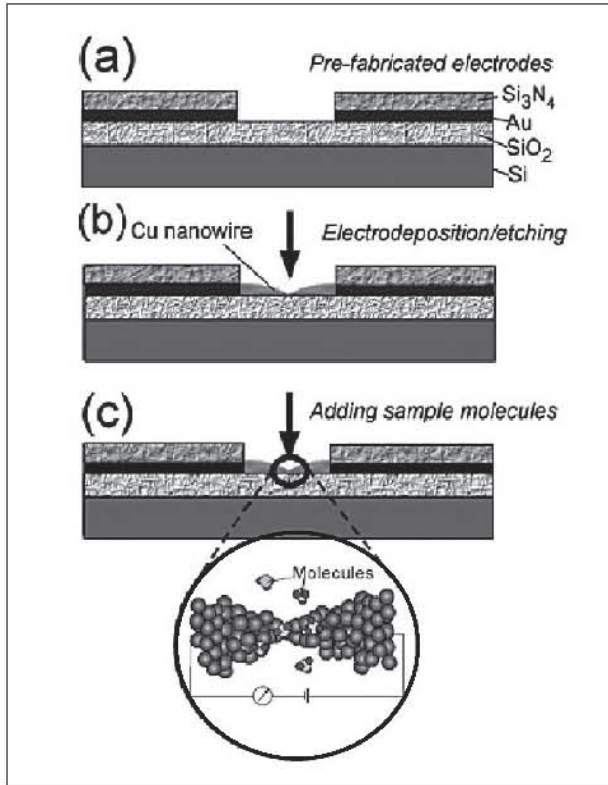 (a)
Pre-fabricated electrodes
Si3N4
Au
SiO2
Si
(b)
Cu nanowire
Electrodeposition/etching
(c)
Adding sample molecules
Molecules